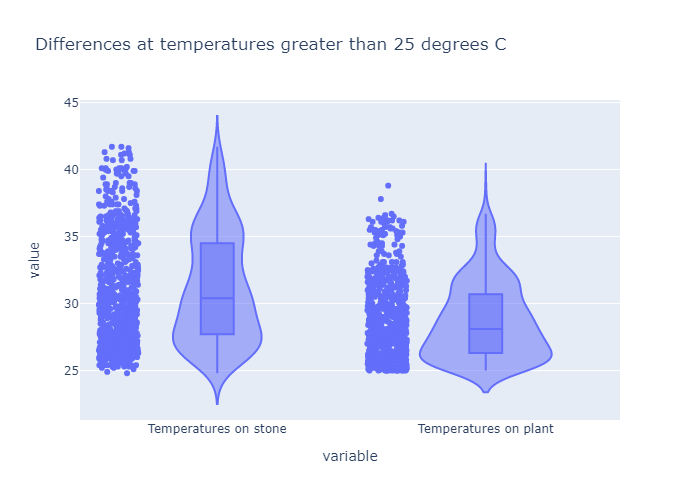 Differences at temperatures greater than 25 degrees C
45
40
35
30
25
value
Temperatures on stone
Temperatures on plant
variable